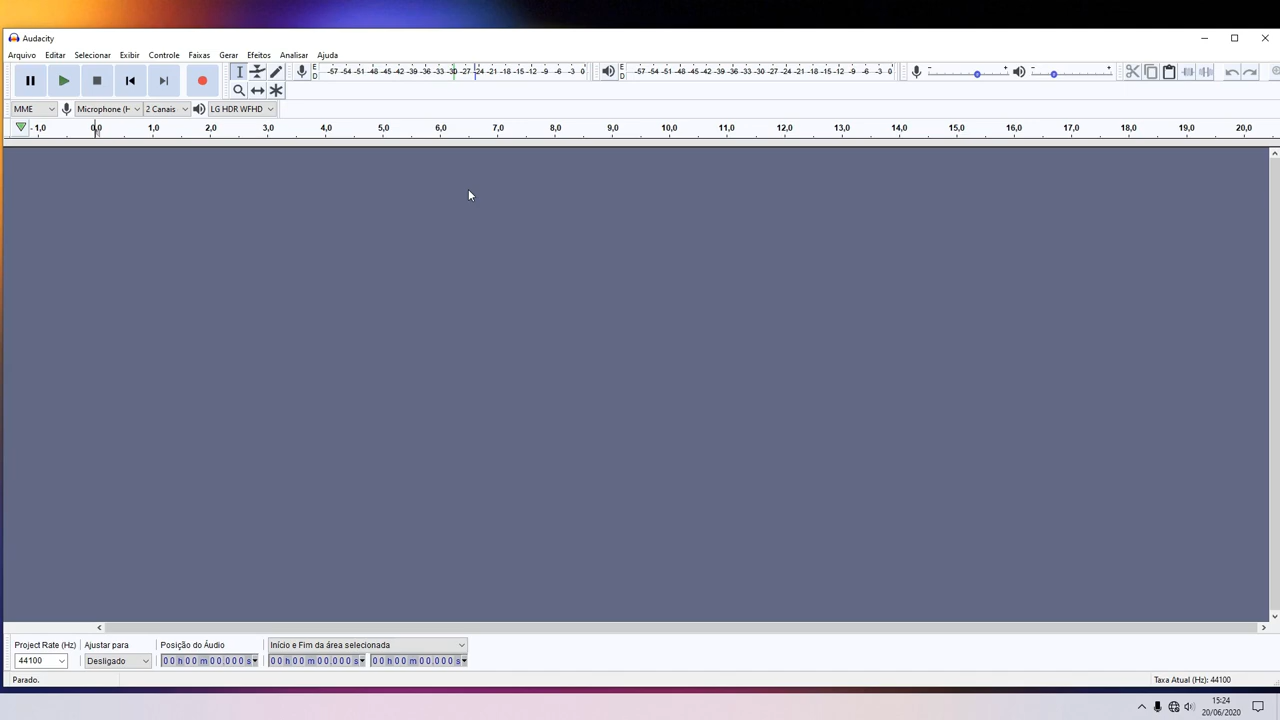 Audacity
Arquivo Editar Selecionar Exibir Controle Faixas Gerar Efeitos Analisar Ajuda
E D -57 -54 -51 -48 -45 -42 -39 -36 -33 -30 -27 -24 -21 -18 -15 -12 -9 -6 -3 0 E D -57 -54 -51 -48 -45 -42 -39 -36 -33 -30 -27 -24 -21 -18 -15 -12 -9 -6 -3 0
MME Microphone (H 2 Canais LG HDR WFHD
- 1,0 0,0 1,0 2,0 3,0 4,0 5,0 6,0 7,0 8,0 9,0 10,0 11,0 12,0 13,0 14,0 15,0 16,0 17,0 18,0 19,0 20,0
Project Rate (Hz) Ajustar para Posição do Áudio Início e Fim da área selecionada
44100 Desligado 00 h 00 m 00,000 s 00 h 00 m 00,000 s 00 h 00 m 00,000 s
Parado. Taxa Atual (Hz): 44100
15:24
20/06/2020